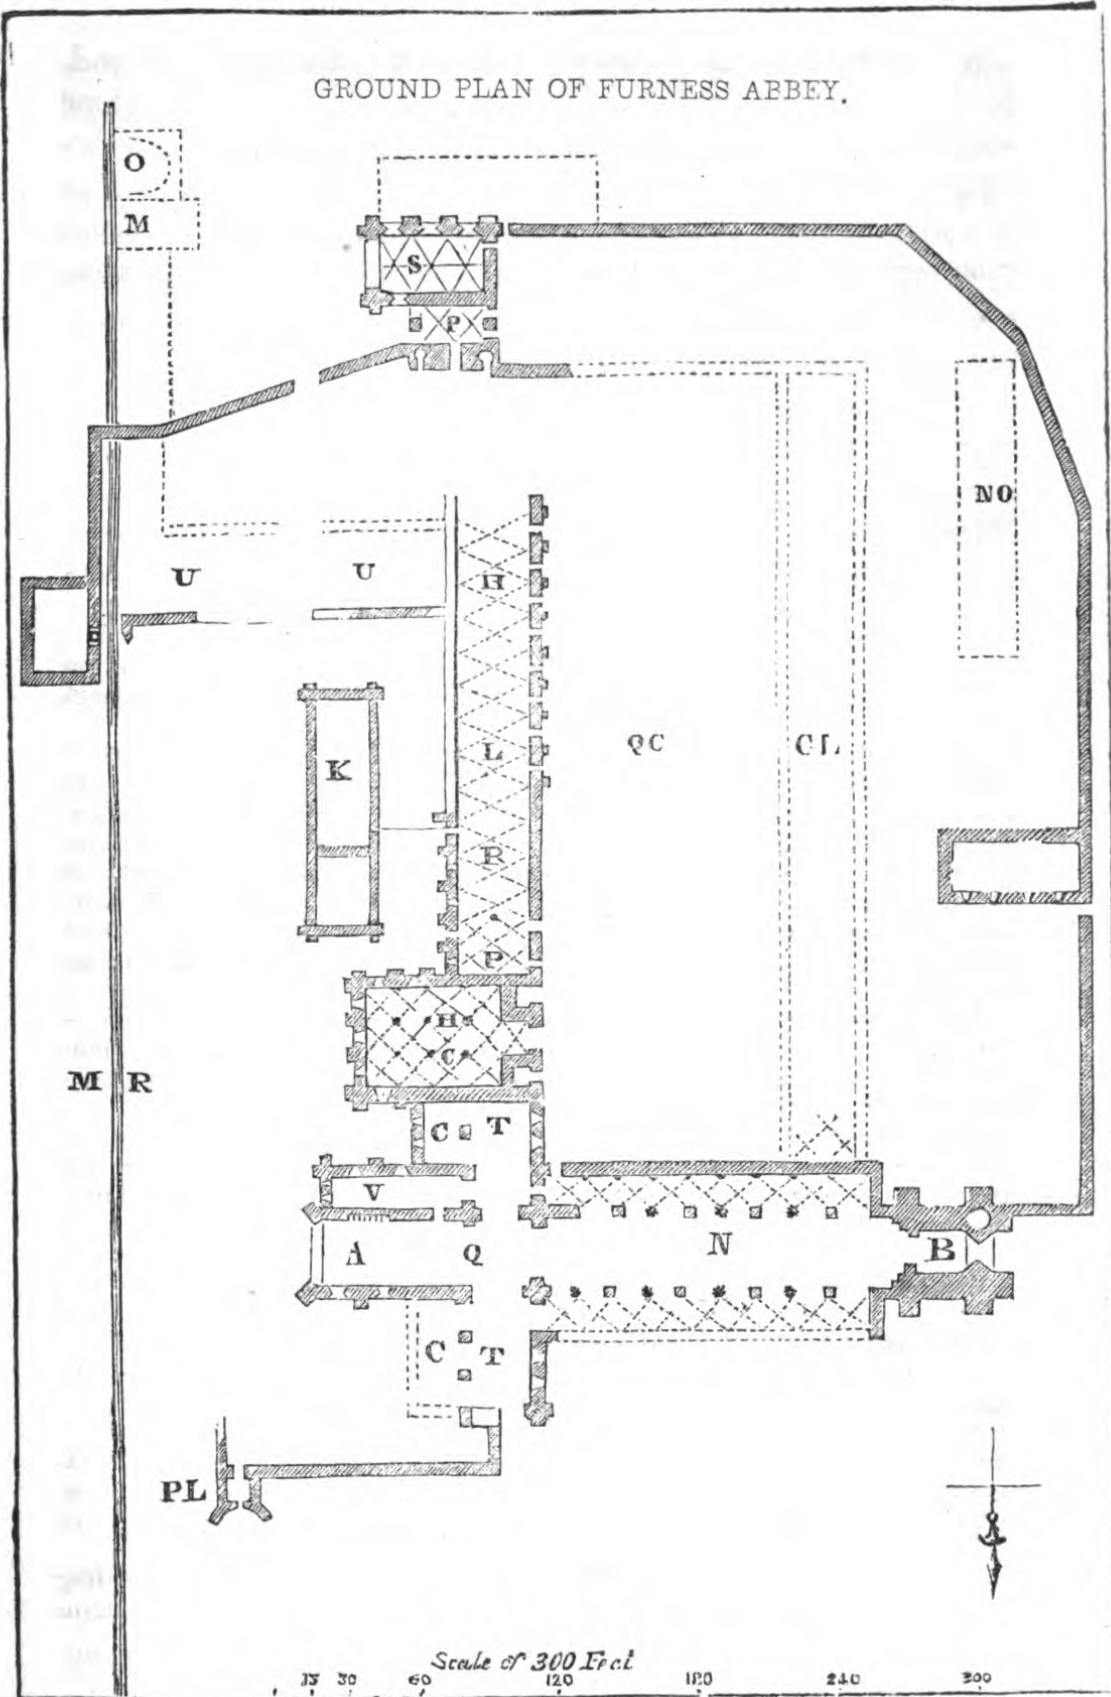 GROUND PLAN OF FURNESS ABBEY.
O
M
S
P
NO
U U H
K L QC CL
R
P
H
C
M R
C T
V
A Q N B
C T
PL
Scale of 300 Feet
15 30 60 120 180 240 300